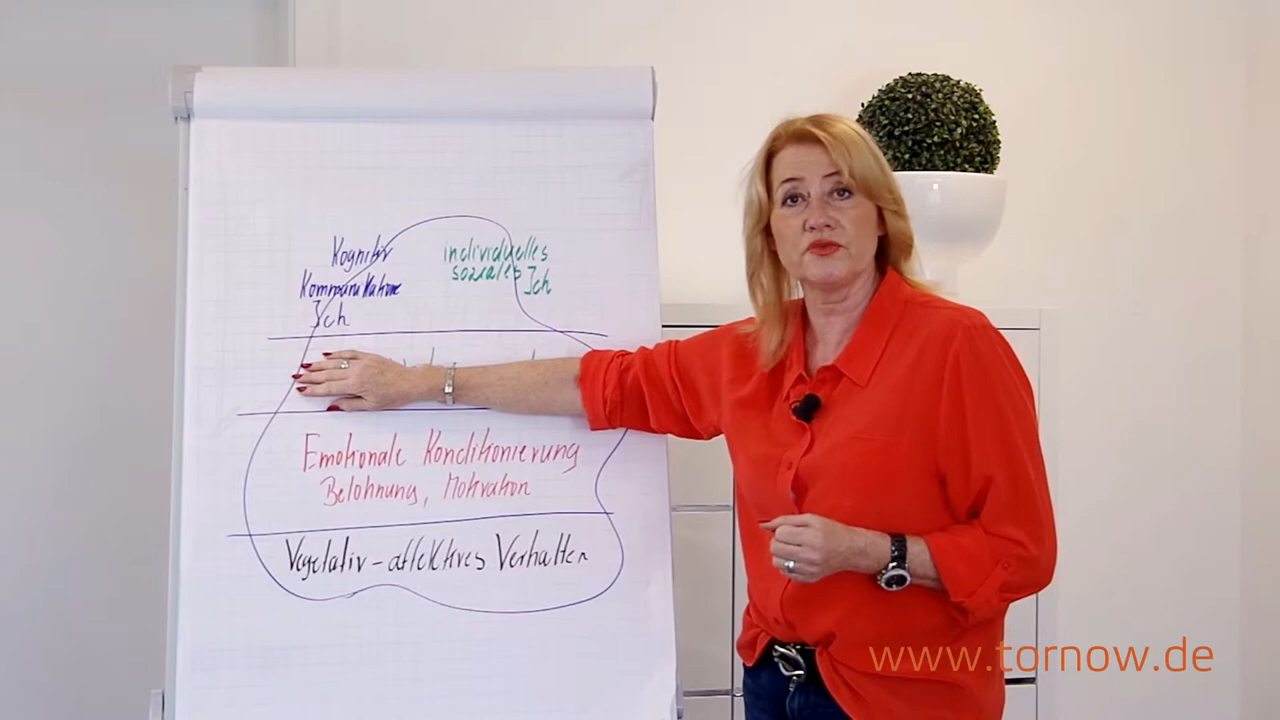 Kognitiv
Kommunikative
Ich
individuelles
soziales
Ich
Emotionale Konditionierung
Belohnung, Motivation
Vegetativ-affektives Verhalten
www.tornow.de